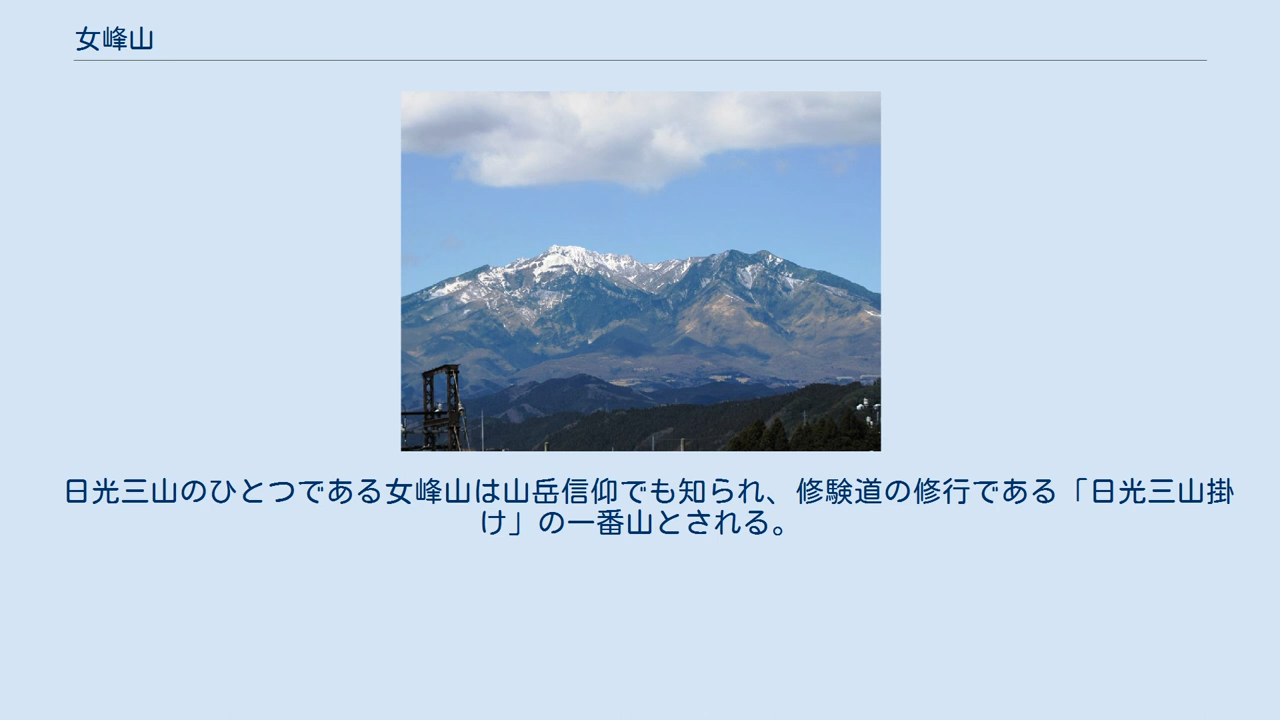 女峰山
日光三山のひとつである女峰山は山岳信仰でも知られ、修験道の修行である「日光三山掛
け」の一番山とされる。